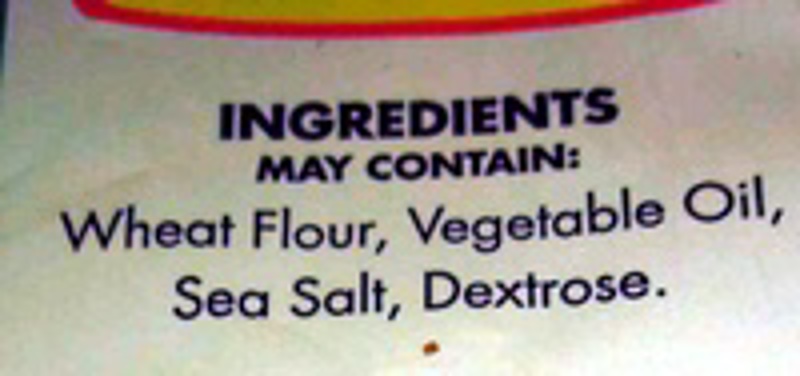 INGREDIENTS
MAY CONTAIN:
Wheat Flour, Vegetable Oil,
Sea Salt, Dextrose.